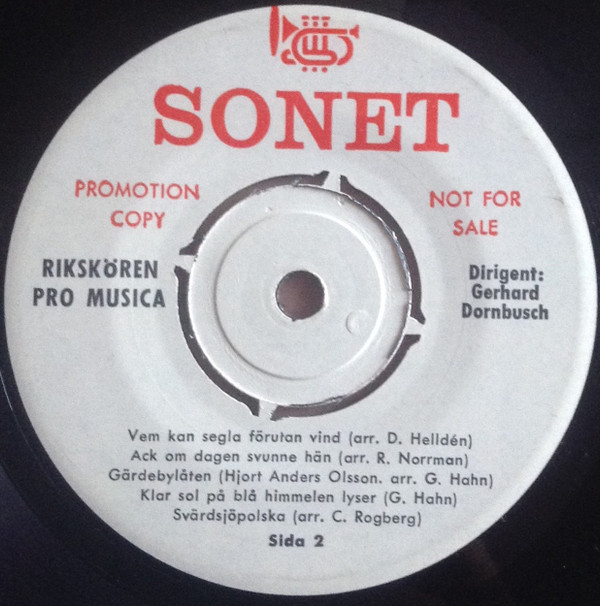 SONET
PROMOTION
COPY
NOT FOR
SALE
RIKSKÖREN
PRO MUSICA
Dirigent:
Gerhard
Dornbusch
Vem kan segla förutan vind (arr. D. Helldén)
Ack om dagen svunne hän (arr. R. Norrman)
Gärdebylåten (Hjort Anders Olsson. arr. G. Hahn)
Klar sol på blå himmelen lyser (G. Hahn)
Svärdsjöpolska (arr. C. Rogberg)
Sida 2